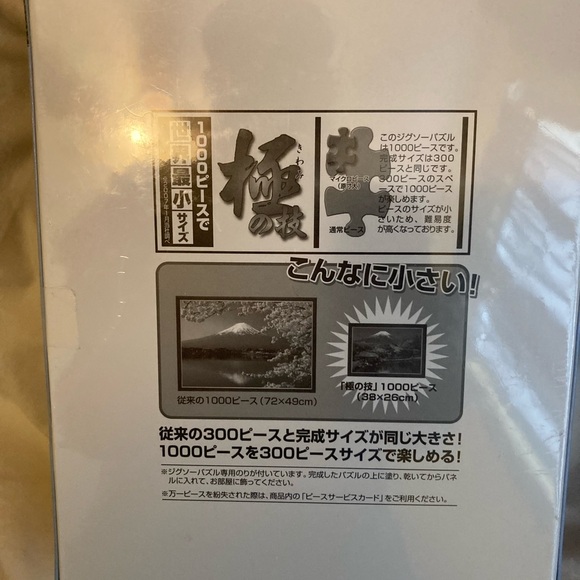 1000ピースで
世界最小サイズ
極の技
きわみ
このジグソーパズル
は1000ピースです。
完成サイズは300
ピースと同じです。
300ピースのスペ
ースで1000ピース
が楽しめます。
ピースのサイズが小
さいため、難易度
が高くなっております。
マイクロピース
(原寸大)
通常ピース
こんなに小さい!
従来の1000ピース(72×49cm)
「極の技」1000ピース
(38×26cm)
従来の300ピースと完成サイズが同じ大きさ!
1000ピースを300ピースサイズで楽しめる!
※ジグソーパズル専用のりが付いています。完成したパズルの上に塗り、乾いてからパネ
ルに入れて、お部屋に飾ってください。
※万一ピースを紛失された際は、商品内の「ピースサービスカード」をご利用ください。